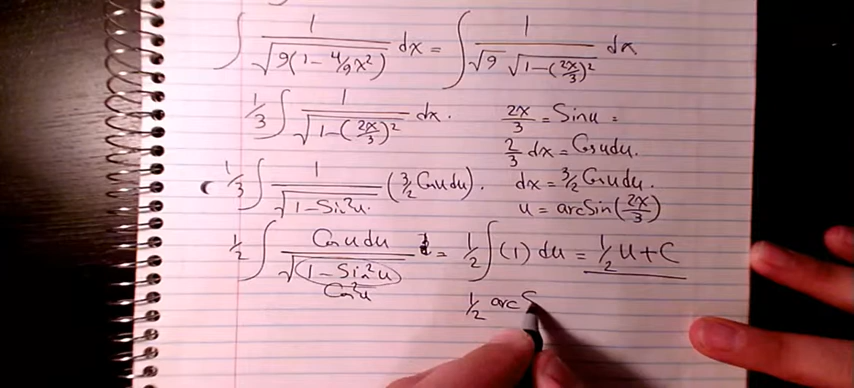 ∫ 1/√(9(1-4/9x²)) dx = ∫ 1/(√9 √(1-(2x/3)²)) dx
1/3 ∫ 1/√(1-(2x/3)²) dx. 2x/3 = Sinu =
2/3 dx = Cosudu.
1/3 ∫ 1/√(1-Sin²u) (3/2 Cosudu). dx = 3/2 Cosudu.
u = arcSin(2x/3)
1/2 ∫ Cosudu/√(1-Sin²u) = 1/2 ∫(1) du = 1/2 u + C
Cos²u
1/2 arc S